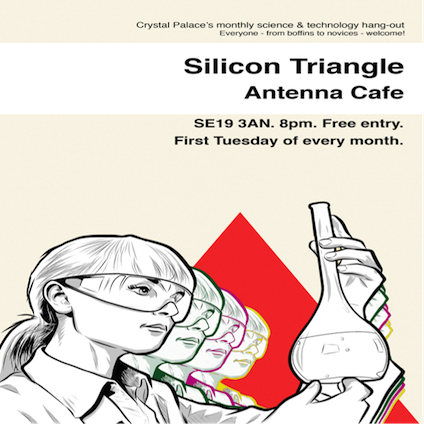 Crystal Palace's monthly science & technology hang-out
Everyone - from boffins to novices - welcome!
Silicon Triangle
Antenna Cafe
SE19 3AN. 8pm. Free entry.
First Tuesday of every month.